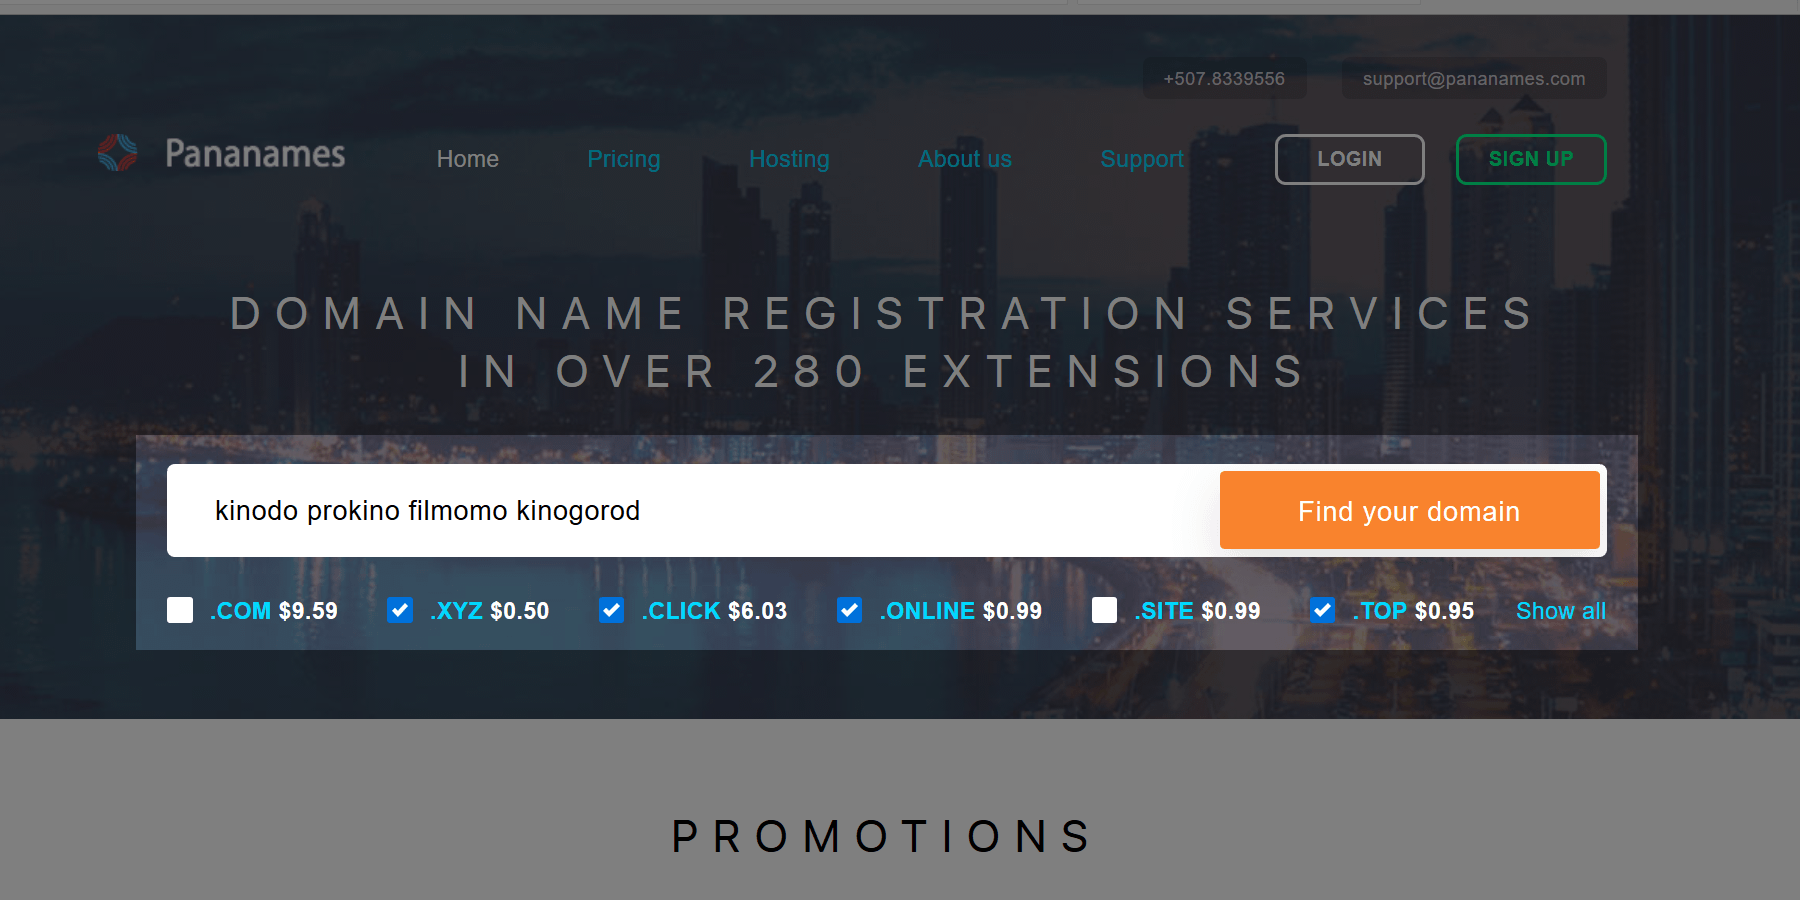 +507.8339556 support@pananames.com
Pananames Home Pricing Hosting About us Support LOGIN SIGN UP
DOMAIN NAME REGISTRATION SERVICES
IN OVER 280 EXTENSIONS
kinodo prokino filmomo kinogorod Find your domain
.COM $9.59 .XYZ $0.50 .CLICK $6.03 .ONLINE $0.99 .SITE $0.99 .TOP $0.95 Show all
PROMOTIONS